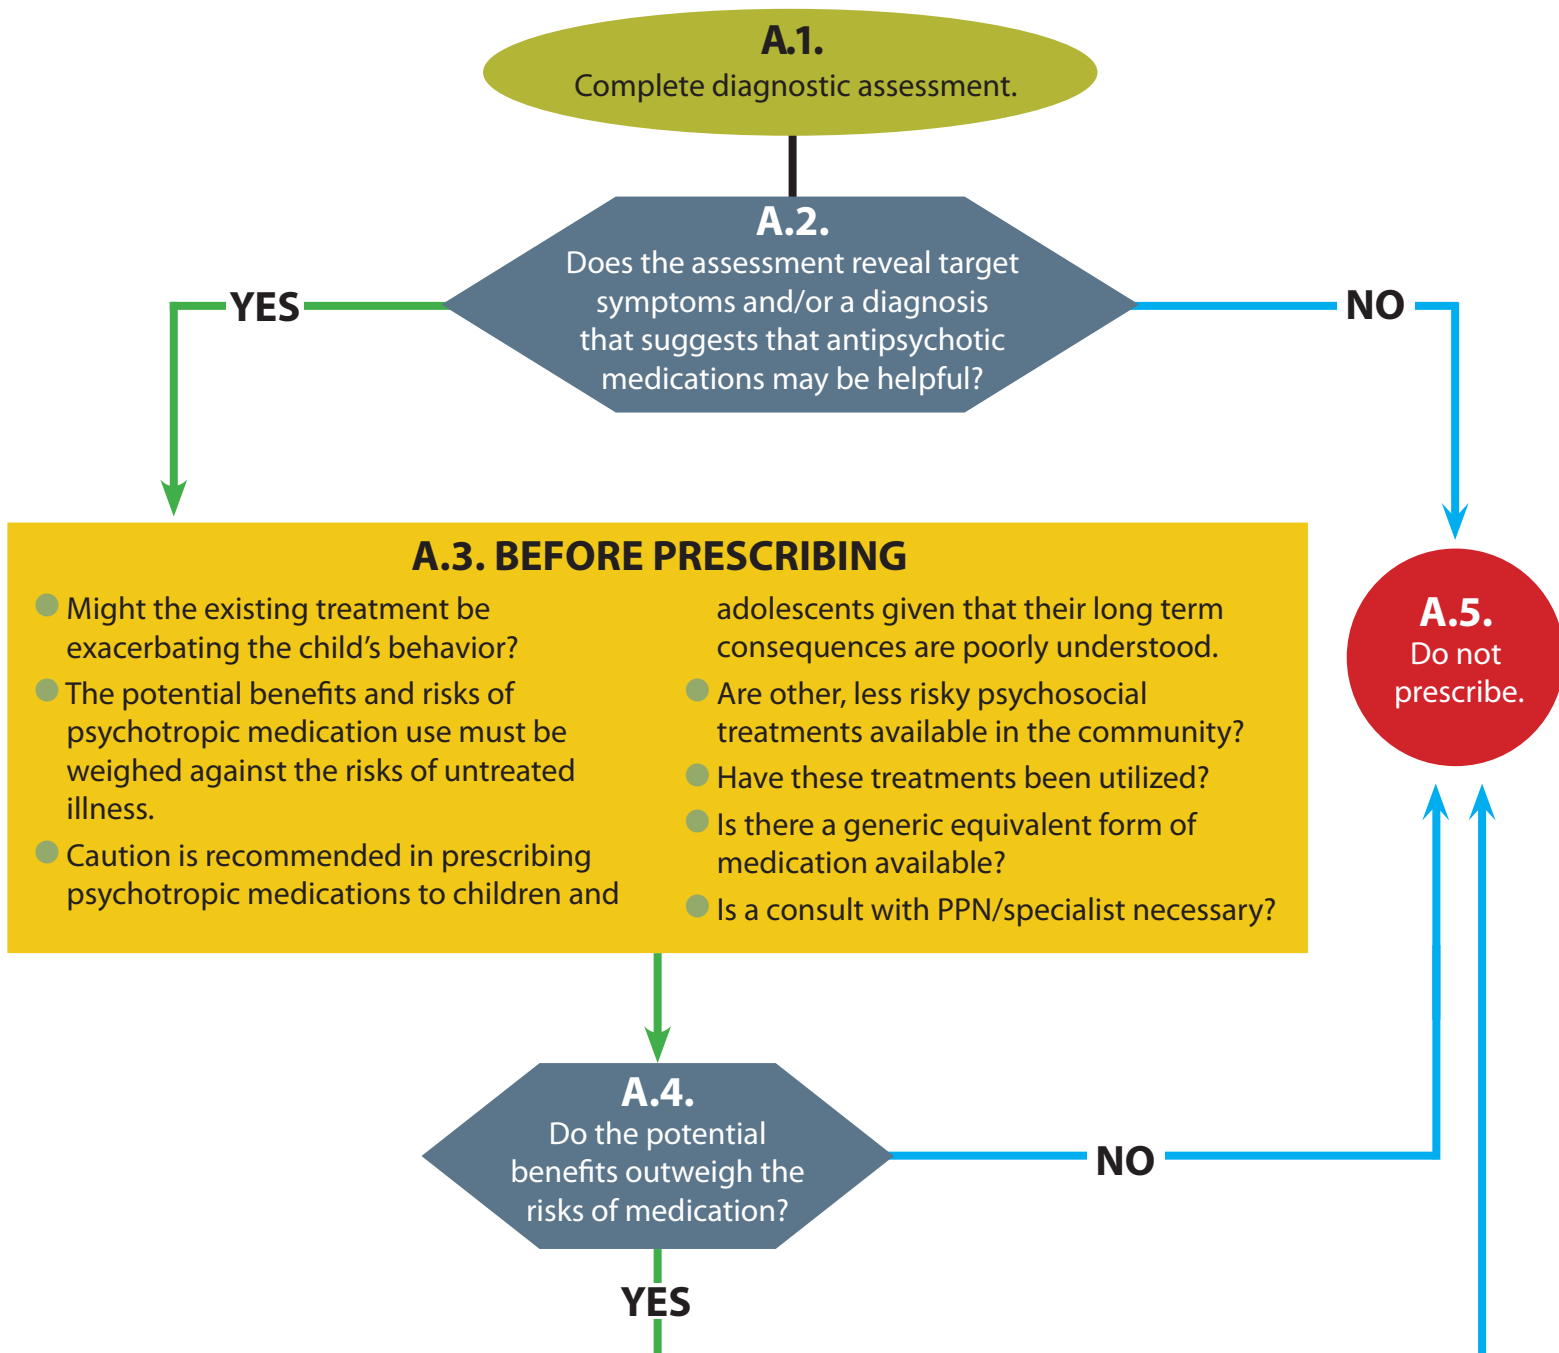 A.1.
Complete diagnostic assessment.
A.2.
Does the assessment reveal target
symptoms and/or a diagnosis
that suggests that antipsychotic
medications may be helpful?
YES
NO
A.3. BEFORE PRESCRIBING
Might the existing treatment be
exacerbating the child’s behavior?
The potential benefits and risks of
psychotropic medication use must be
weighed against the risks of untreated
illness.
Caution is recommended in prescribing
psychotropic medications to children and
adolescents given that their long term
consequences are poorly understood.
Are other, less risky psychosocial
treatments available in the community?
Have these treatments been utilized?
Is there a generic equivalent form of
medication available?
Is a consult with PPN/specialist necessary?
A.5.
Do not
prescribe.
A.4.
Do the potential
benefits outweigh the
risks of medication?
NO
YES